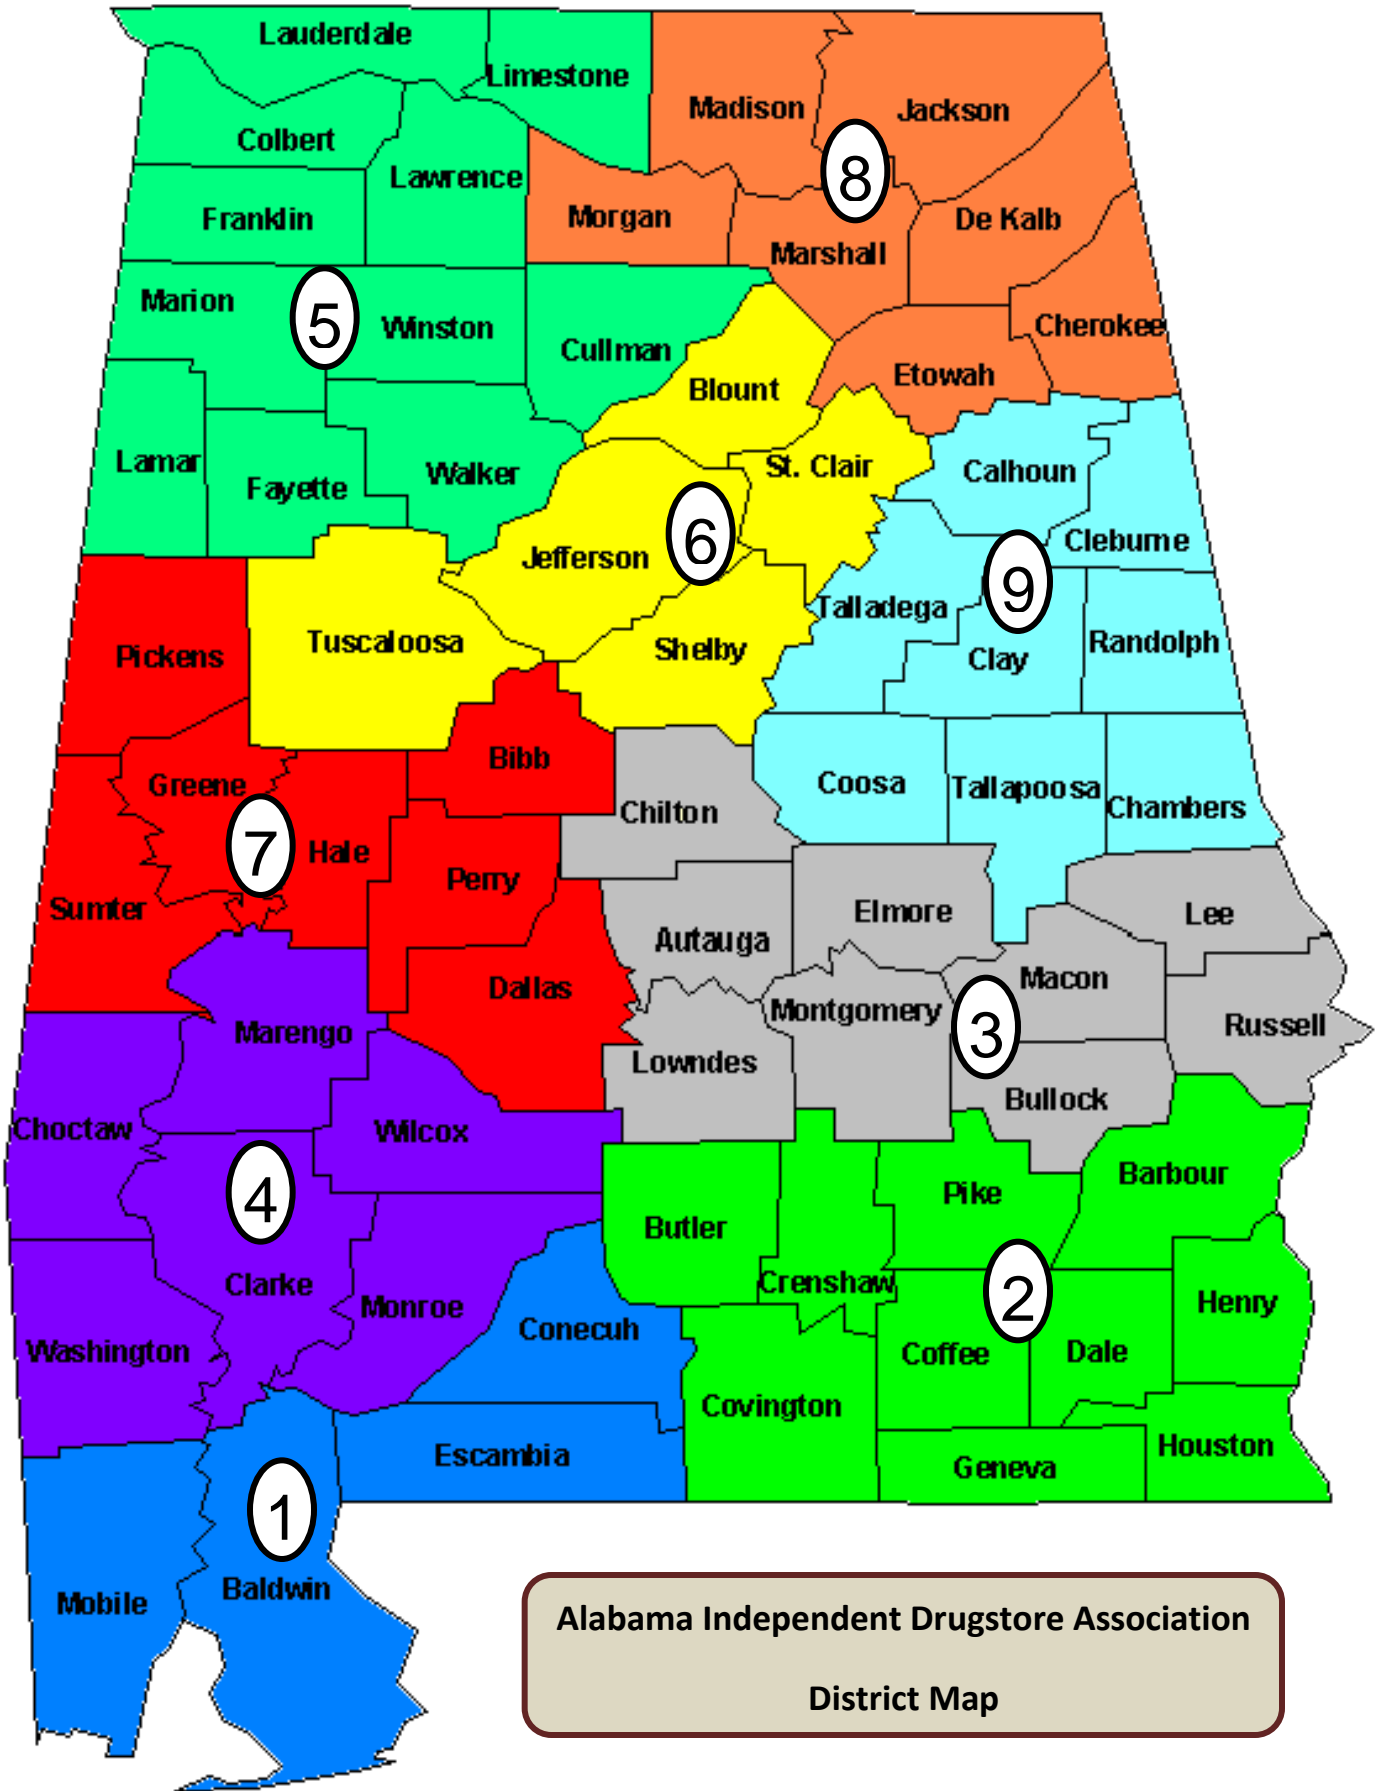 Lauderdale
Limestone
Madison
Jackson
Colbert
Lawrence
8
Franklin
Morgan
De Kalb
Marshall
Marion
5
Winston
Cherokee
Cullman
Etowah
Blount
Lamar
Fayette
Walker
St. Clair
Calhoun
6
Jefferson
Cleburne
9
Talladega
Tuscaloosa
Shelby
Pickens
Clay
Randolph
Bibb
Greene
Coosa
Tallapoosa
Chambers
Chilton
7
Hale
Perry
Sumter
Elmore
Lee
Autauga
Macon
Dallas
Montgomery
3
Russell
Marengo
Lowndes
Bullock
Choctaw
Wilcox
4
Pike
Barbour
Butler
Clarke
Crenshaw
2
Henry
Monroe
Conecuh
Washington
Coffee
Dale
Covington
Escambia
Geneva
Houston
1
Mobile
Baldwin
Alabama Independent Drugstore Association
District Map